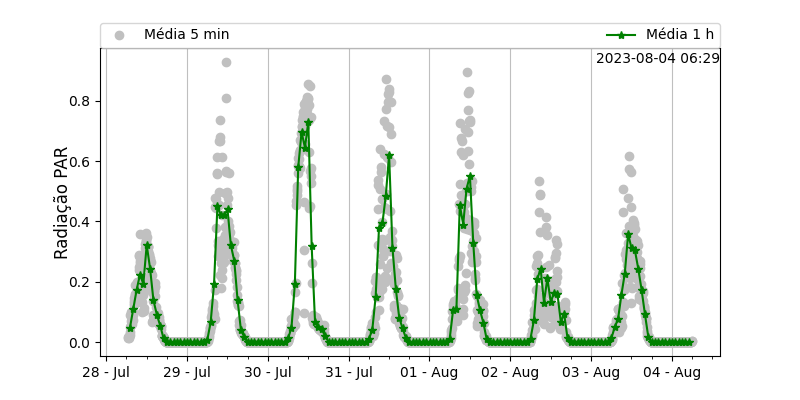 Média 5 min
Média 1 h
2023-08-04 06:29
Radiação PAR
0.8
0.6
0.4
0.2
0.0
28 - Jul
29 - Jul
30 - Jul
31 - Jul
01 - Aug
02 - Aug
03 - Aug
04 - Aug